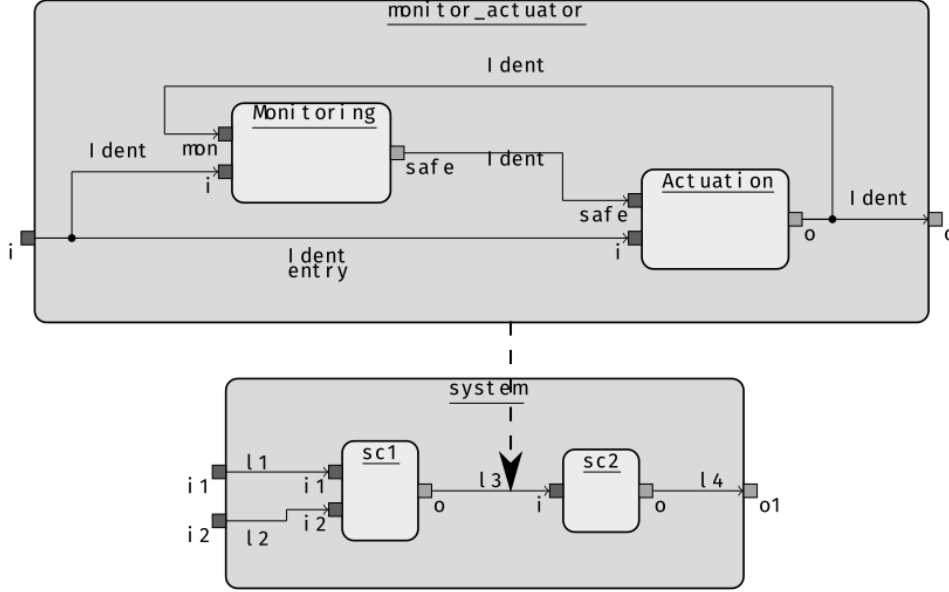 monitor_actuator
Ident
Monitoring
Ident
mon
i
safe
Ident
Actuation
safe
Ident
i
o
i
Ident
entry
system
l1
sc1
sc2
i1
i1
l3
l4
i2
o
i
o
o1
i2
l2